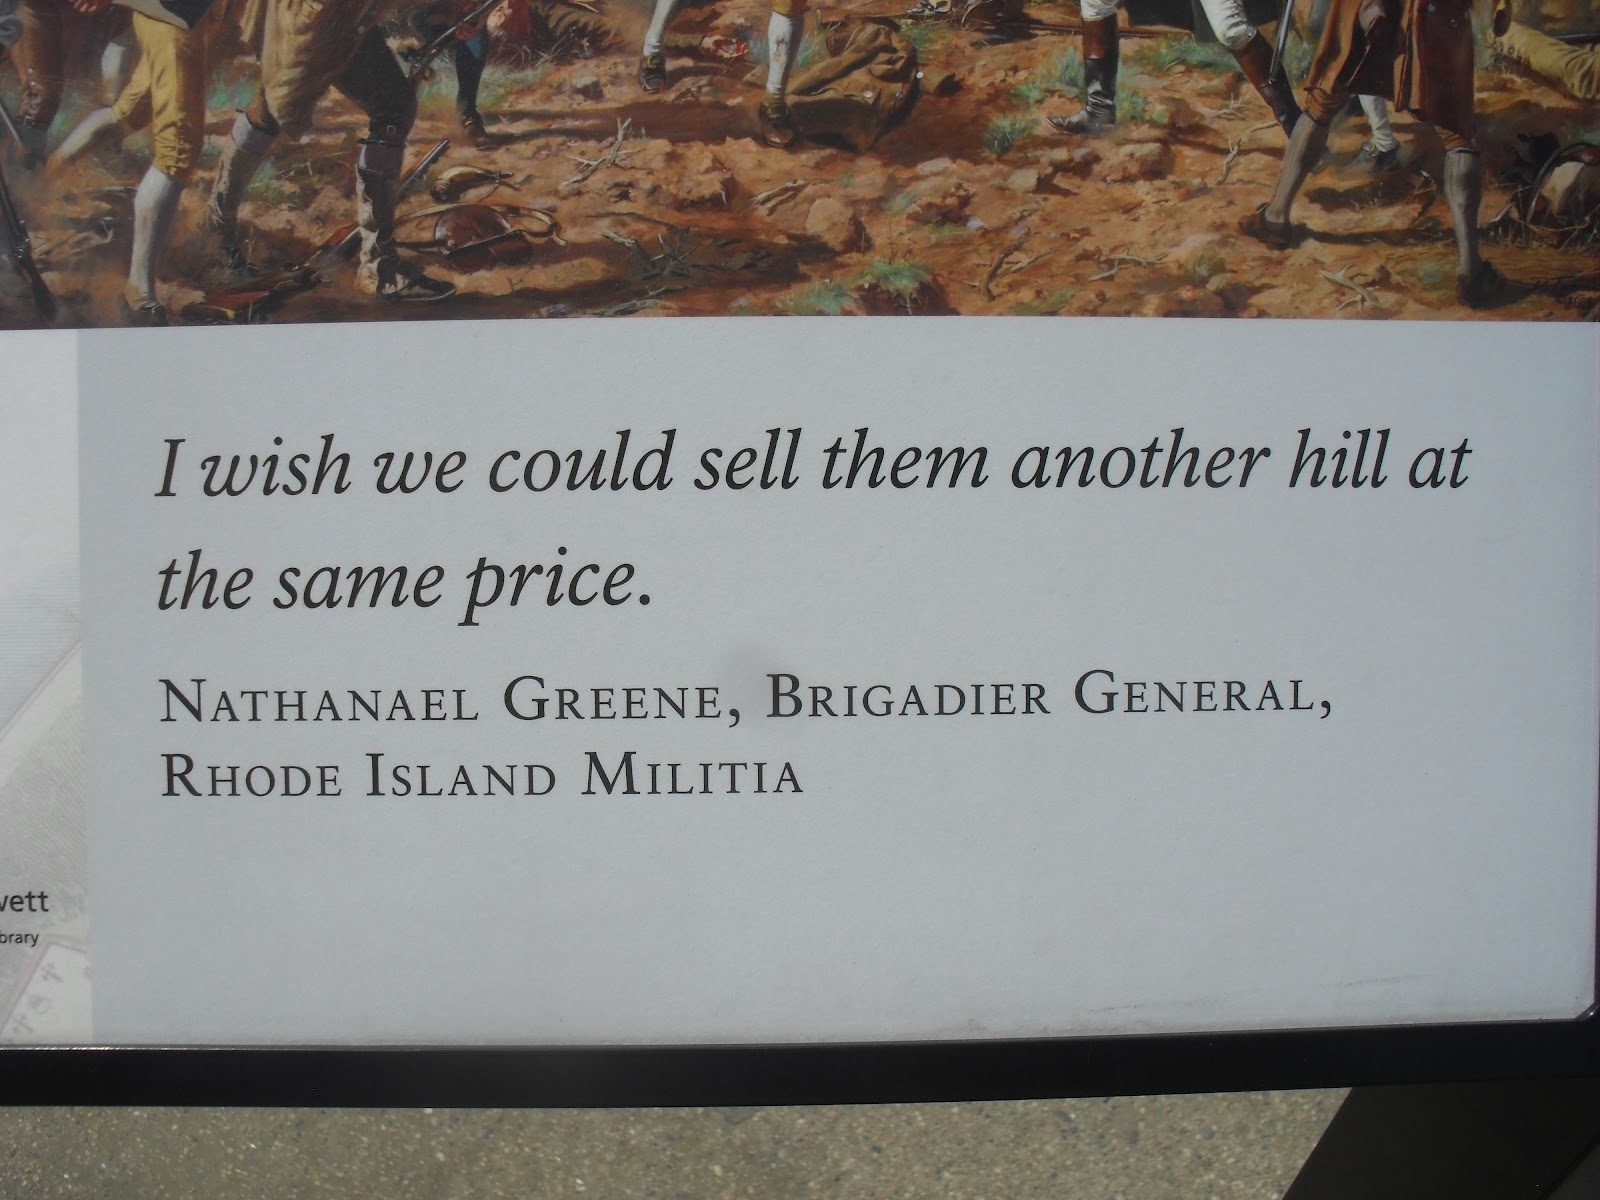 I wish we could sell them another hill at
the same price.
NATHANAEL GREENE, BRIGADIER GENERAL,
RHODE ISLAND MILITIA
vett
brary